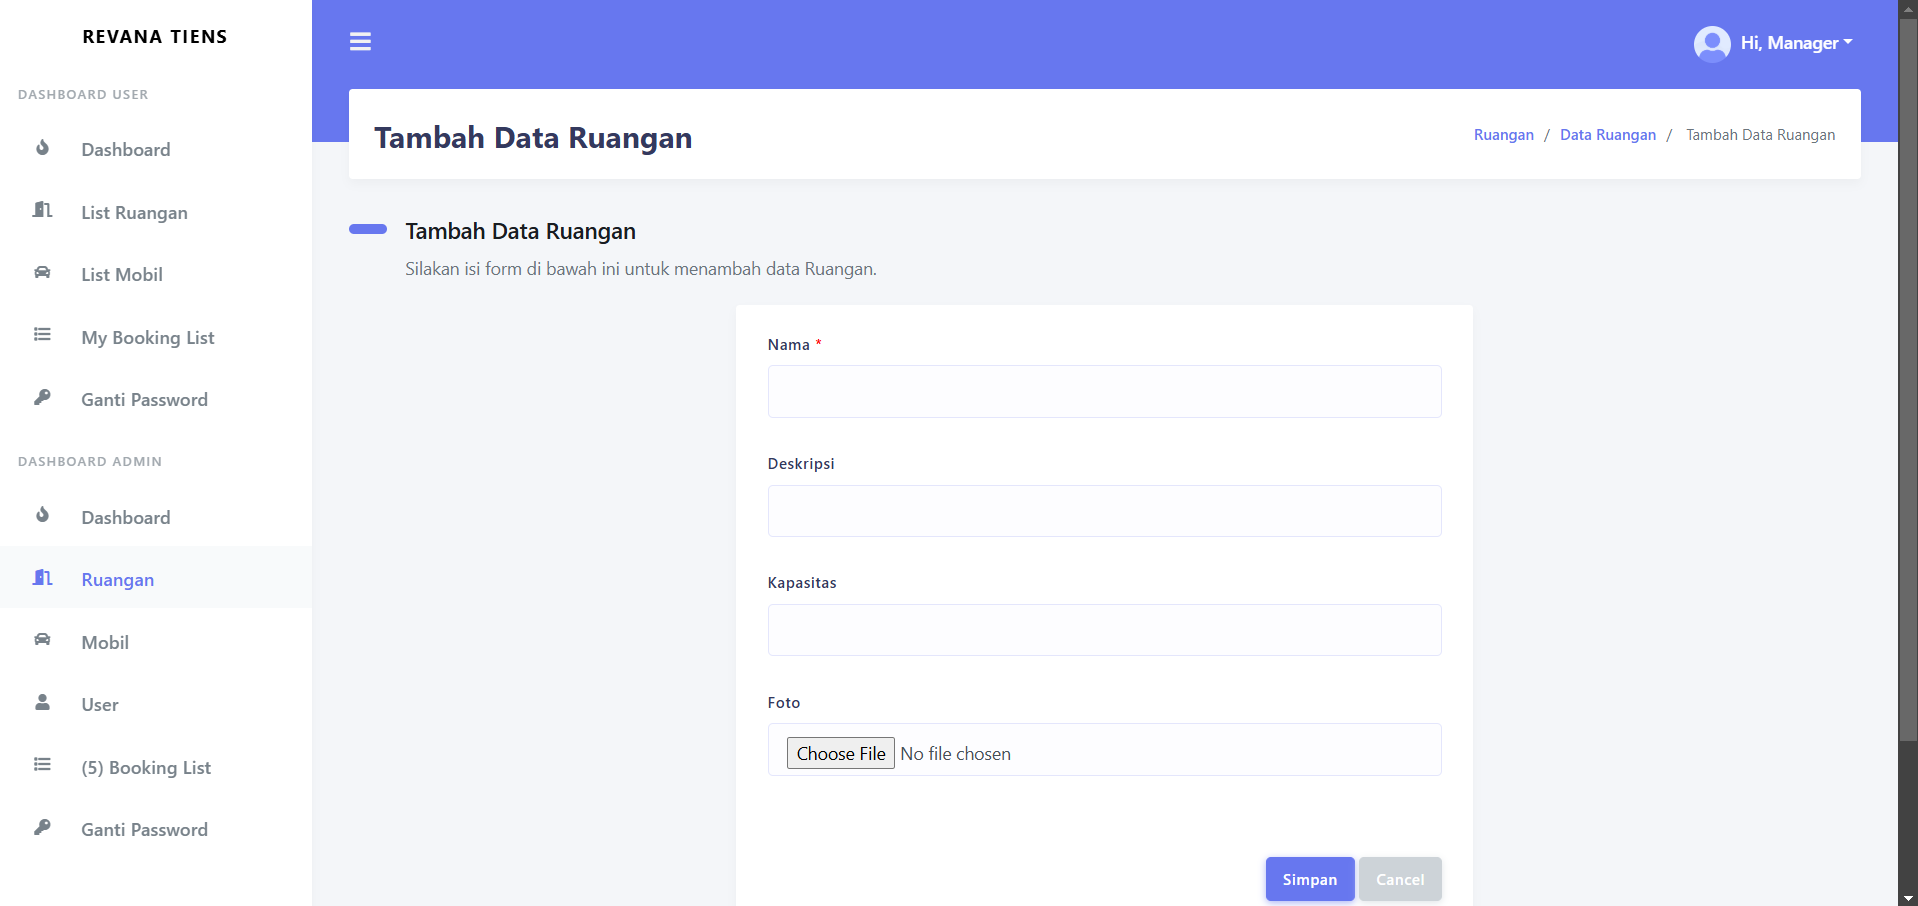 REVANA TIENS
DASHBOARD USER
Dashboard
List Ruangan
List Mobil
My Booking List
Ganti Password
DASHBOARD ADMIN
Dashboard
Ruangan
Mobil
User
(5) Booking List
Ganti Password
Hi, Manager
Tambah Data Ruangan
Ruangan / Data Ruangan / Tambah Data Ruangan
Tambah Data Ruangan
Silakan isi form di bawah ini untuk menambah data Ruangan.
Nama *
Deskripsi
Kapasitas
Foto
Choose File No file chosen
Simpan Cancel